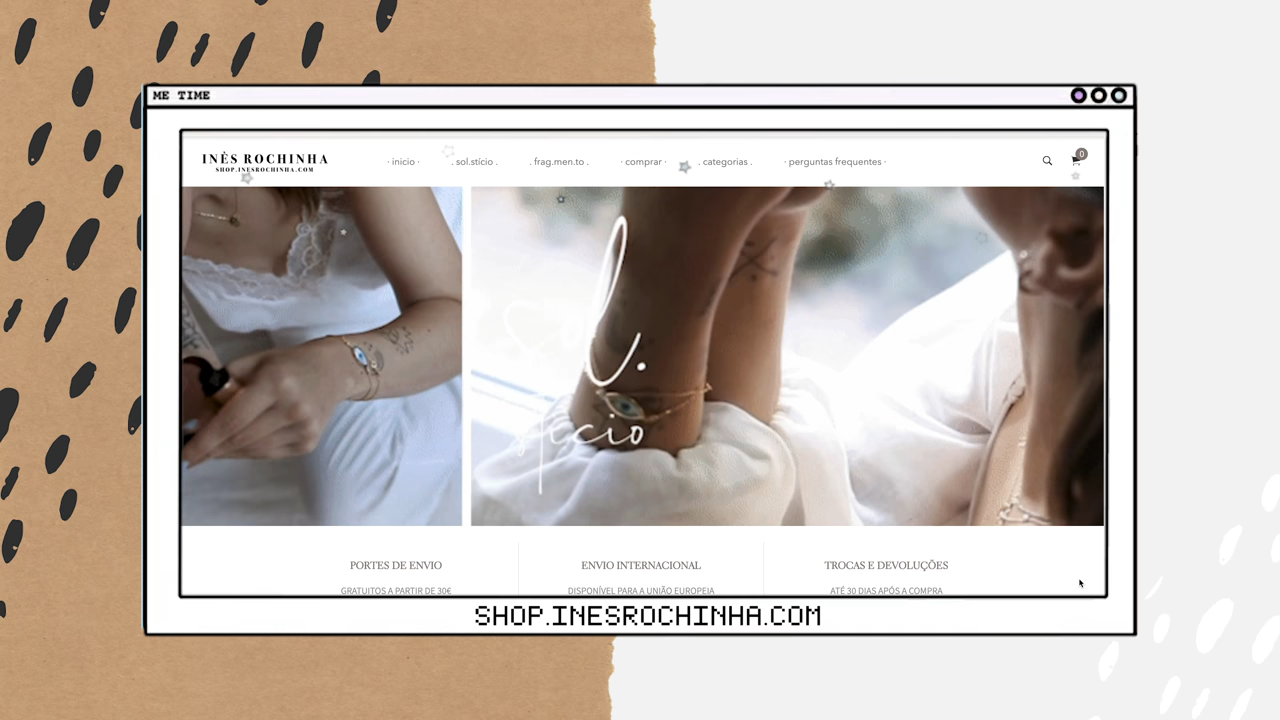 ME TIME
INÊS ROCHINHA
SHOP.INESROCHINHA.COM
· inicio ·
. sol.stício .
. frag.men.to .
· comprar ·
. categorias .
· perguntas frequentes ·
0
Sol.
stício
PORTES DE ENVIO
ENVIO INTERNACIONAL
TROCAS E DEVOLUÇÕES
GRATUITOS A PARTIR DE 30€
DISPONÍVEL PARA A UNIÃO EUROPEIA
ATÉ 30 DIAS APÓS A COMPRA
SHOP.INESROCHINHA.COM